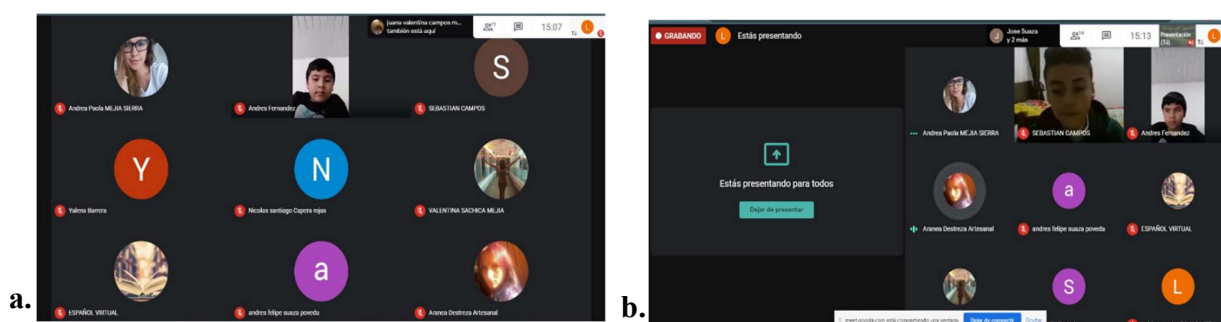 juana valentina campos m...
también está aquí
11
15:07
S
Andrea Paola MEJIA SIERRA
Andres Fernandez
SEBASTIAN CAMPOS
Y
N
Yalena Barrera
Nicolas santiago Capera rojas
VALENTINA SACHICA MEJIA
a
ESPAÑOL VIRTUAL
andres felipe suaza poveda
Aranea Destreza Artesanal
a.
GRABANDO
L
Estás presentando
J
Jose Suaza
y 2 más
14
15:13
Presentación
(Tú)
L
Andrea Paola MEJIA SIERRA
SEBASTIAN CAMPOS
Andres Fernandez
Estás presentando para todos
Dejar de presentar
a
Aranea Destreza Artesanal
andres felipe suaza poveda
ESPAÑOL VIRTUAL
S
L
meet.google.com está compartiendo una ventana.
Dejar de compartir
Ocultar
b.